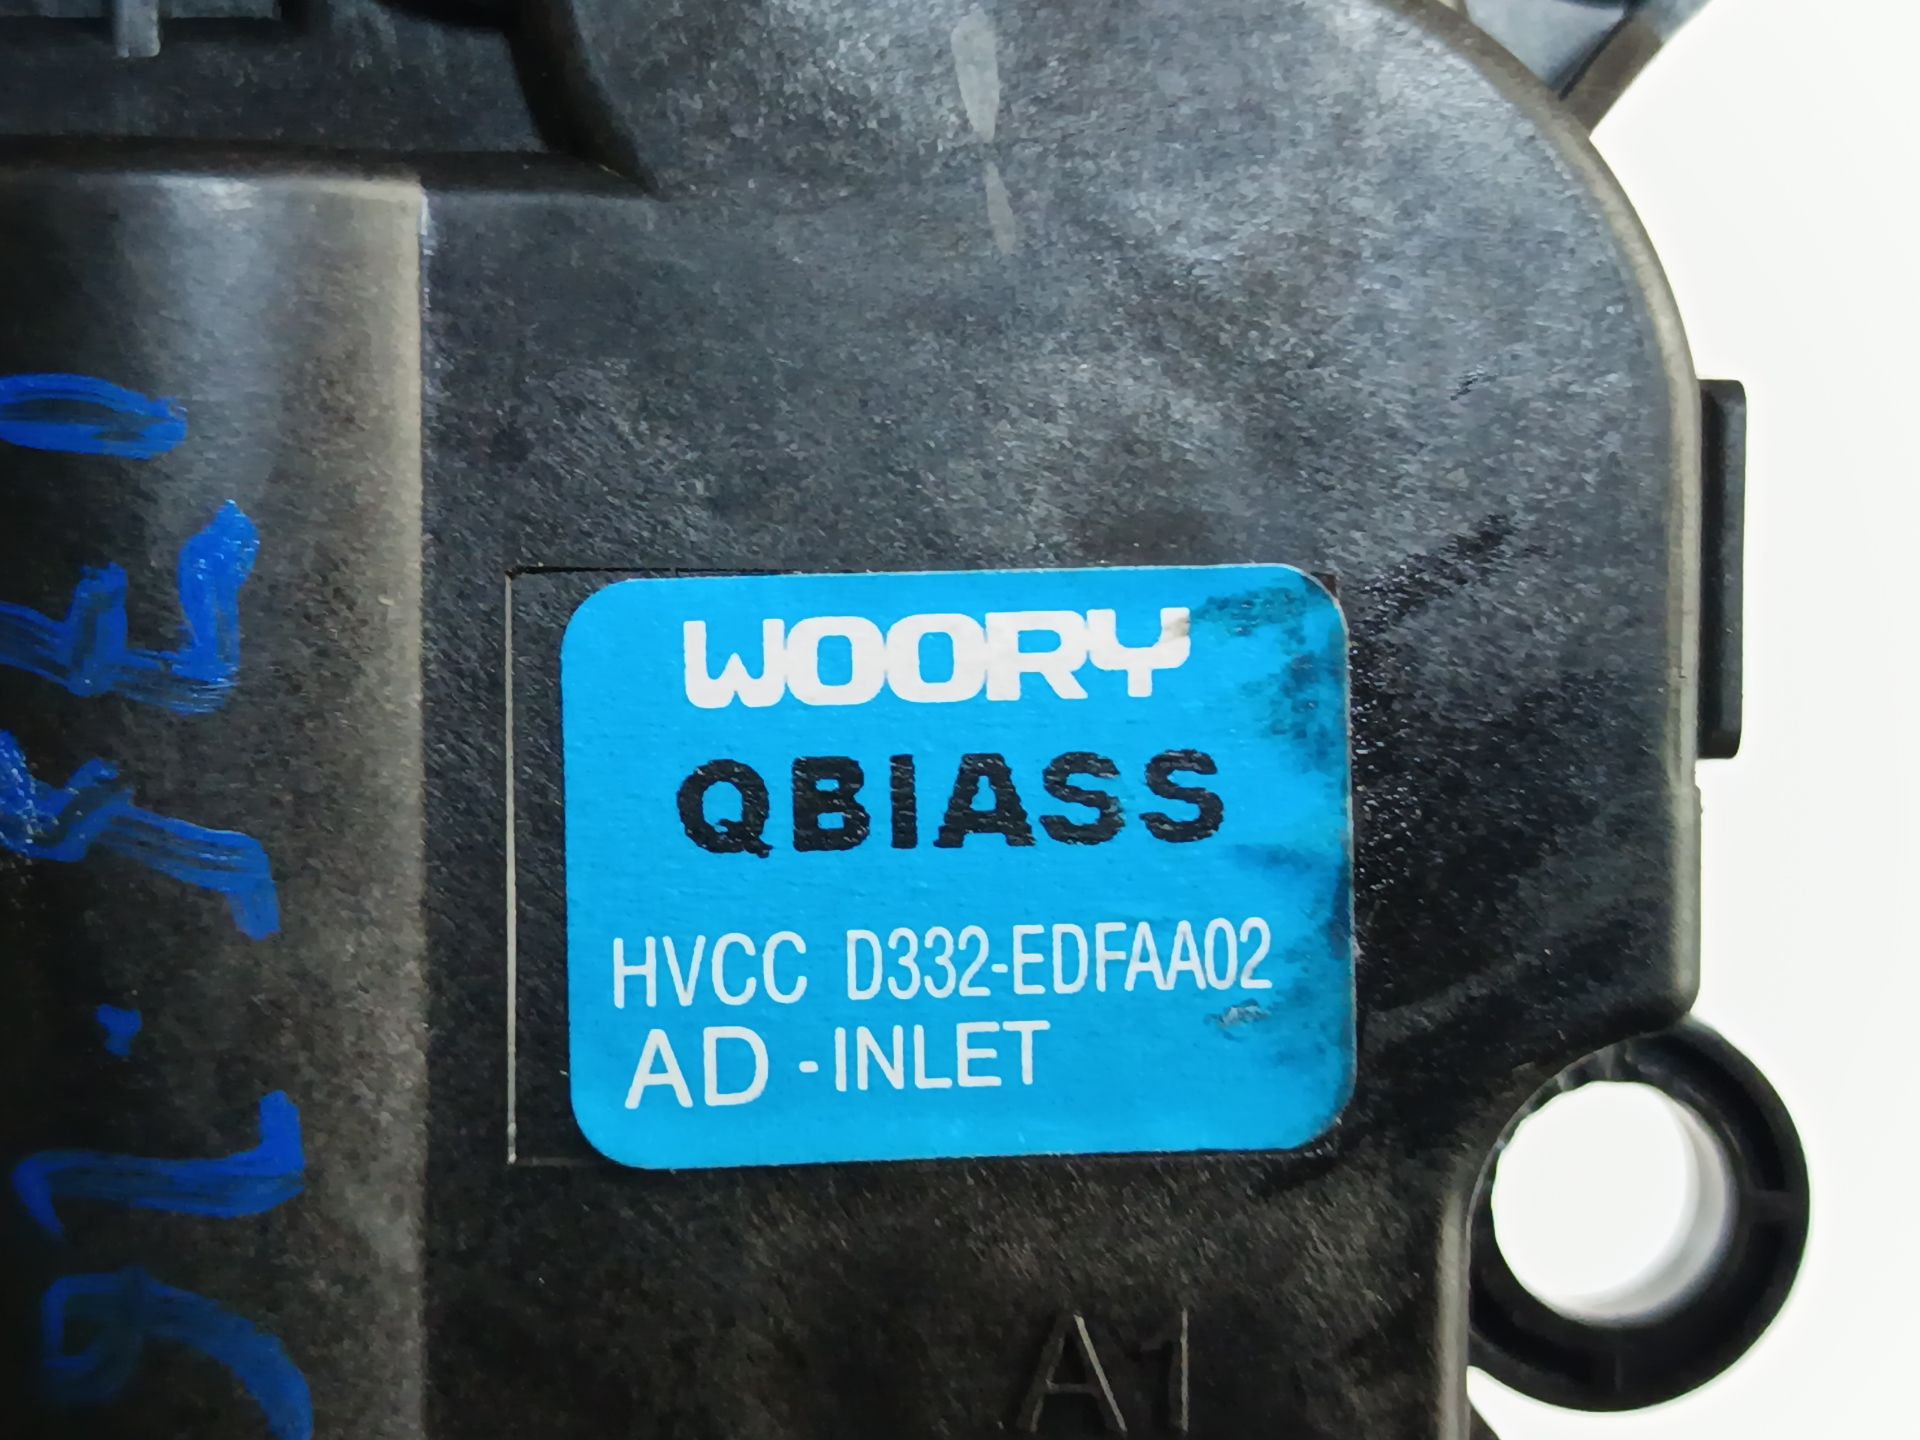 WOORY
QBIASS
HVCC D332-EDFAA02
AD - INLET
A1